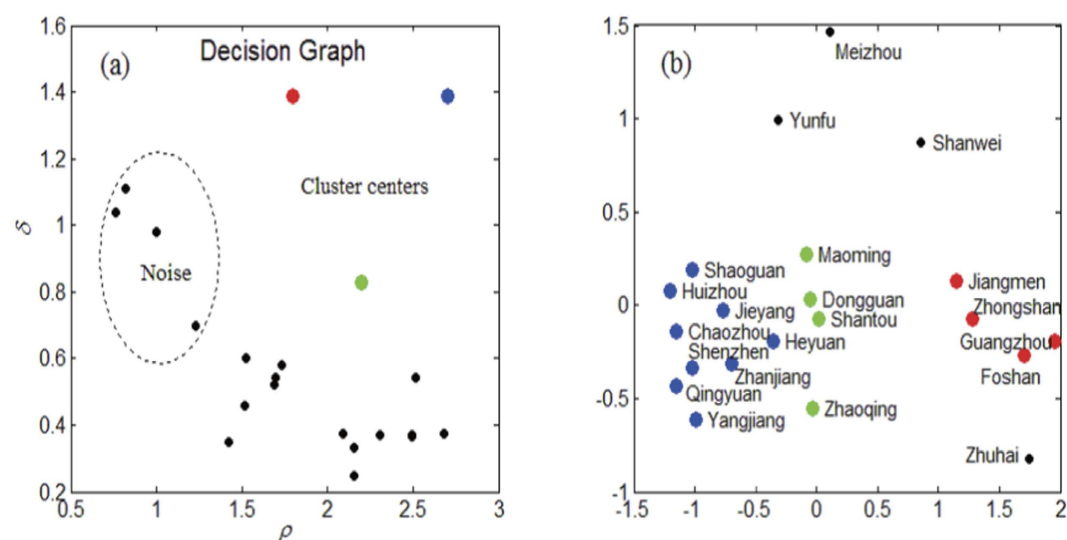 (a)
Decision Graph
1.6
1.4
1.2
1
0.8
0.6
0.4
0.2
δ
Cluster centers
Noise
0.5
1
1.5
2
2.5
3
ρ
(b)
1.5
1
0.5
0
-0.5
-1
Meizhou
Yunfu
Shanwei
Maoming
Shaoguan
Jiangmen
Huizhou
Dongguan
Zhongshan
Jieyang
Shantou
Chaozhou
Heyuan
Guangzhou
Shenzhen
Zhanjiang
Foshan
Qingyuan
Yangjiang
Zhaoqing
Zhuhai
-1.5
-1
-0.5
0
0.5
1
1.5
2